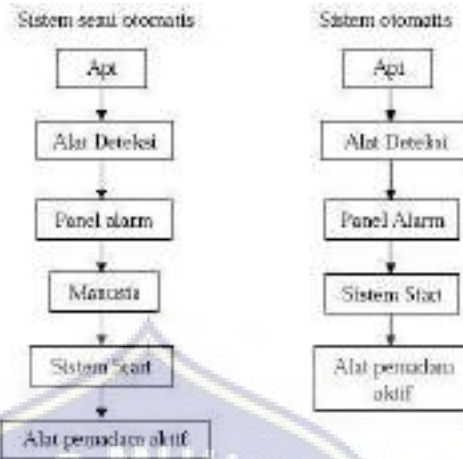 Sistem semi otomatis
Api
Alat Deteksi
Panel alarm
Manusia
Sistem Start
Alat pemadam aktif
Sistem otomatis
Api
Alat Deteksi
Panel Alarm
Sistem Start
Alat pemadam
aktif